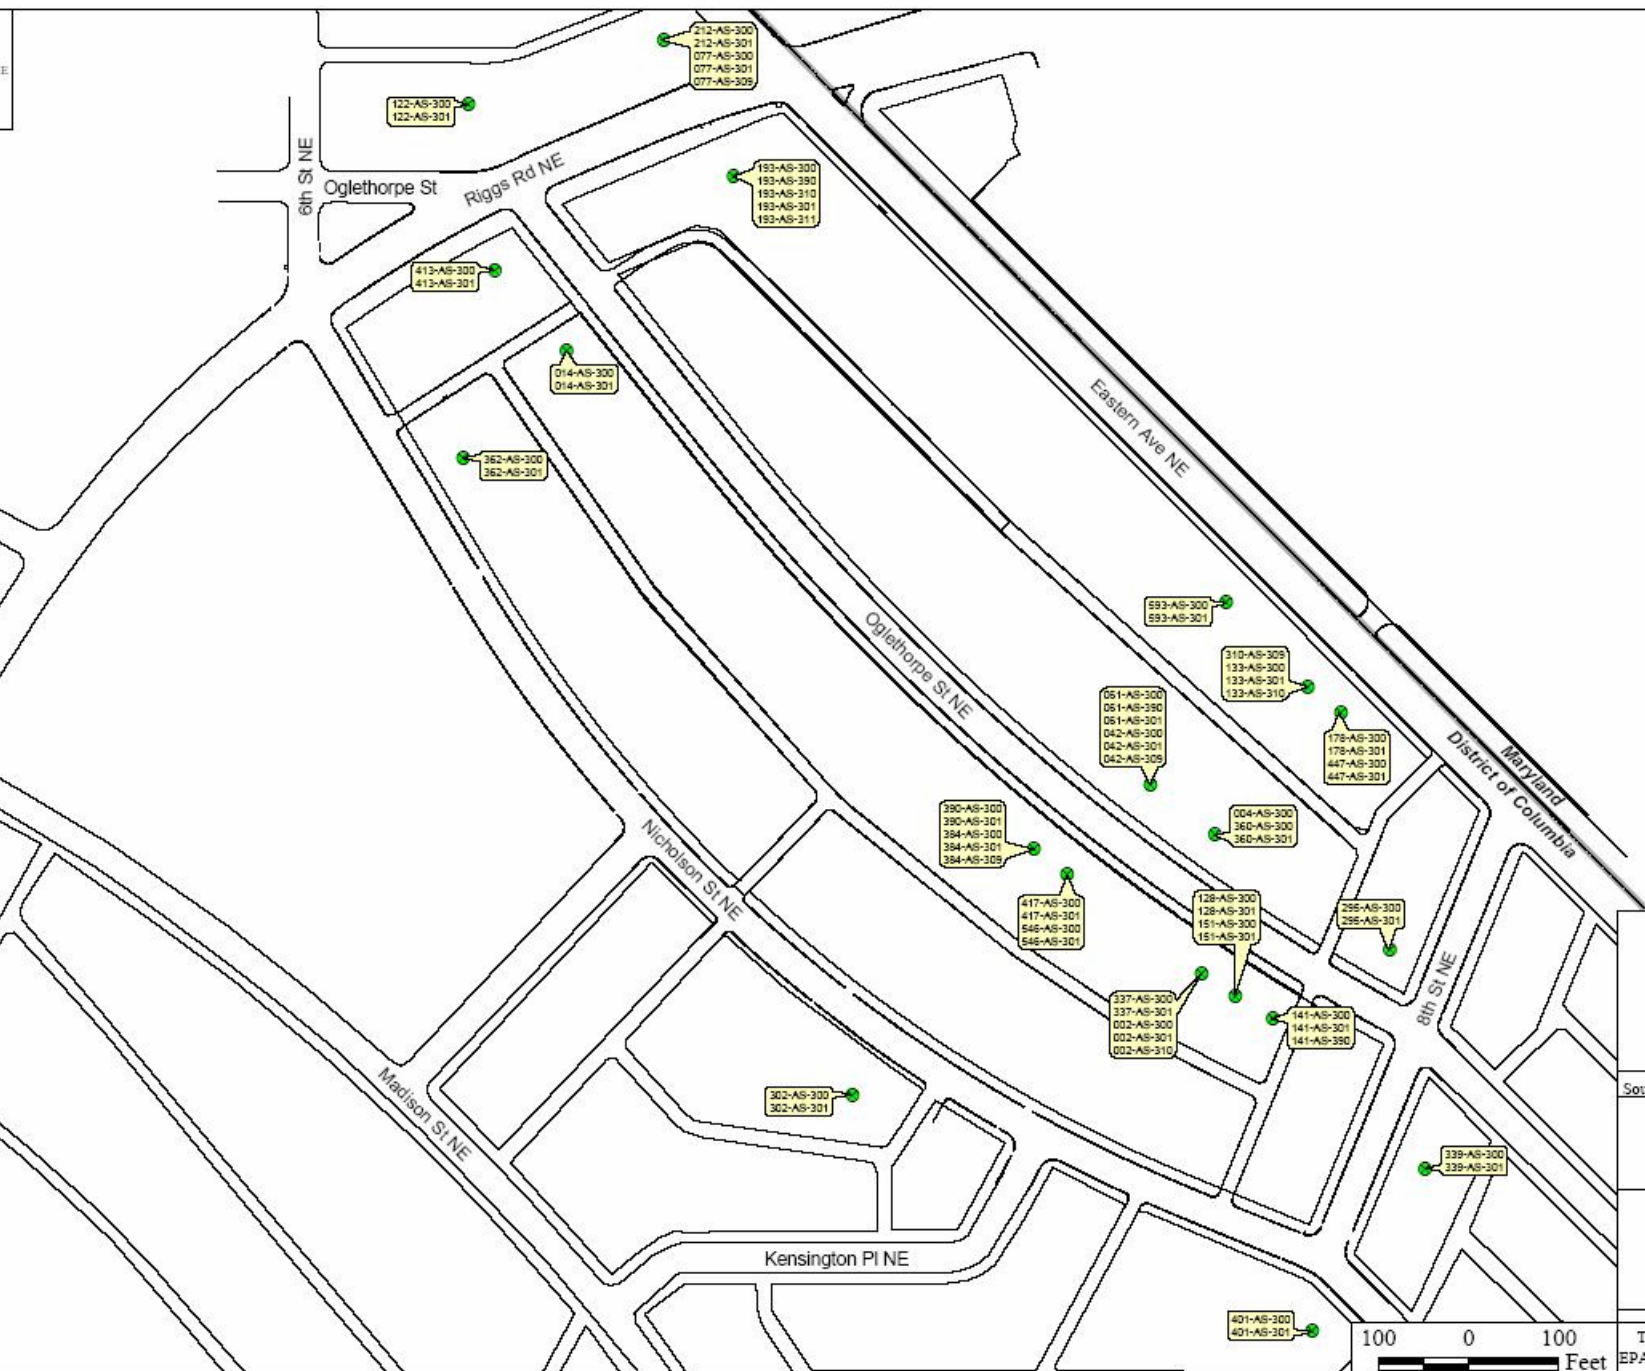 E
212-AS-300
212-AS-301
077-AS-300
077-AS-301
077-AS-309
122-AS-300
122-AS-301
6th St NE
Oglethorpe St
Riggs Rd NE
193-AS-300
193-AS-390
193-AS-310
193-AS-301
193-AS-311
413-AS-300
413-AS-301
014-AS-300
014-AS-301
362-AS-300
362-AS-301
Eastern Ave NE
593-AS-300
593-AS-301
Oglethorpe St NE
310-AS-309
133-AS-300
133-AS-301
133-AS-310
051-AS-300
051-AS-390
051-AS-301
042-AS-300
042-AS-301
042-AS-309
178-AS-300
178-AS-301
447-AS-300
447-AS-301
Maryland
District of Columbia
390-AS-300
390-AS-301
384-AS-300
384-AS-301
384-AS-309
004-AS-300
360-AS-300
360-AS-301
Nicholson St NE
417-AS-300
417-AS-301
546-AS-300
546-AS-301
128-AS-300
128-AS-301
151-AS-300
151-AS-301
295-AS-300
295-AS-301
8th St NE
337-AS-300
337-AS-301
002-AS-300
002-AS-301
002-AS-310
141-AS-300
141-AS-301
141-AS-390
Sou
Madison St NE
302-AS-300
302-AS-301
339-AS-300
339-AS-301
Kensington Pl NE
401-AS-300
401-AS-301
100 0 100
Feet
T
EPA